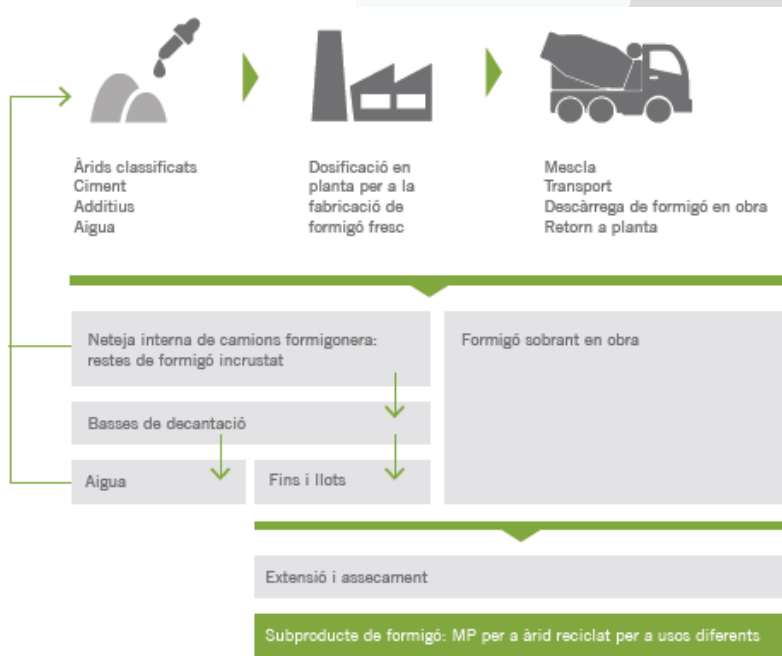 Àrids classificats
Ciment
Additius
Aigua
Dosificació en
planta per a la
fabricació de
formigó fresc
Mescla
Transport
Descàrrega de formigó en obra
Retorn a planta
Neteja interna de camions formigonera:
restes de formigó incrustat
Formigó sobrant en obra
Basses de decantació
Aigua
Fins i llots
Extensió i assecament
Subproducte de formigó: MP per a àrid reciclat per a usos diferents